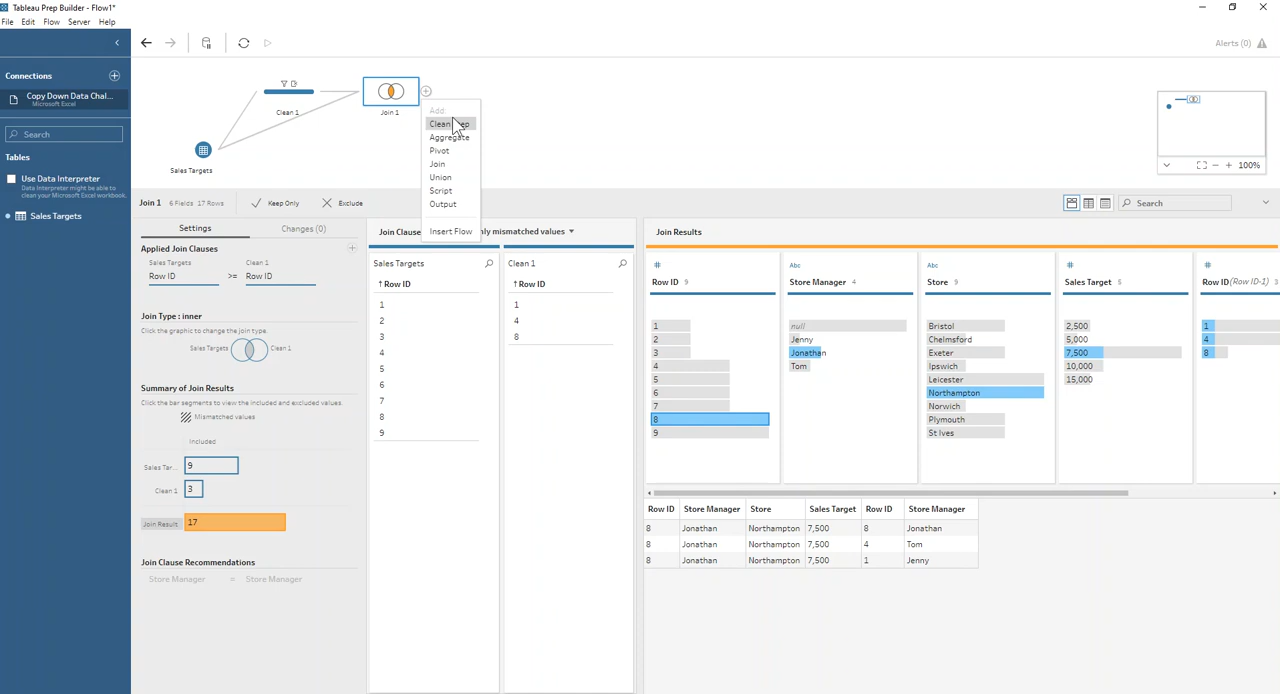 Tableau Prep Builder - Flow1*
File Edit Flow Server Help
Alerts (0)
Connections
Copy Down Data Chal...
Microsoft Excel
Search
Tables
Use Data Interpreter
Data Interpreter might be able to
clean your Microsoft Excel workbook.
Sales Targets
Clean 1
Join 1
Sales Targets
Add:
Aggregate
Pivot
Join
Union
Script
Output
Insert Flow
100%
Join 1 6 Fields 17 Rows Keep Only Exclude
Search
Settings Changes (0)
Applied Join Clauses
Sales Targets Clean 1
Row ID >= Row ID
Join Type : inner
Click the graphic to change the join type.
Sales Targets Clean 1
Summary of Join Results
Click the bar segments to view the included and excluded values.
Mismatched values
Included
Sales Tar... 9
Clean 1 3
Join Result 17
Join Clause Recommendations
Store Manager = Store Manager
Join Clause nly mismatched values
Sales Targets Clean 1
Row ID Row ID
1 1
2 4
3 8
4
5
6
7
8
9
Join Results
# Abc Abc # #
Row ID 9 Store Manager 4 Store 9 Sales Target 5 Row ID(Row ID-1) 3
1 null Bristol 2,500 1
2 Jenny Chelmsford 5,000 4
3 Jonathan Exeter 7,500 8
4 Tom Ipswich 10,000
5 Leicester 15,000
6 Northampton
7 Norwich
8 Plymouth
9 St Ives
Row ID Store Manager Store Sales Target Row ID Store Manager
8 Jonathan Northampton 7,500 8 Jonathan
8 Jonathan Northampton 7,500 4 Tom
8 Jonathan Northampton 7,500 1 Jenny